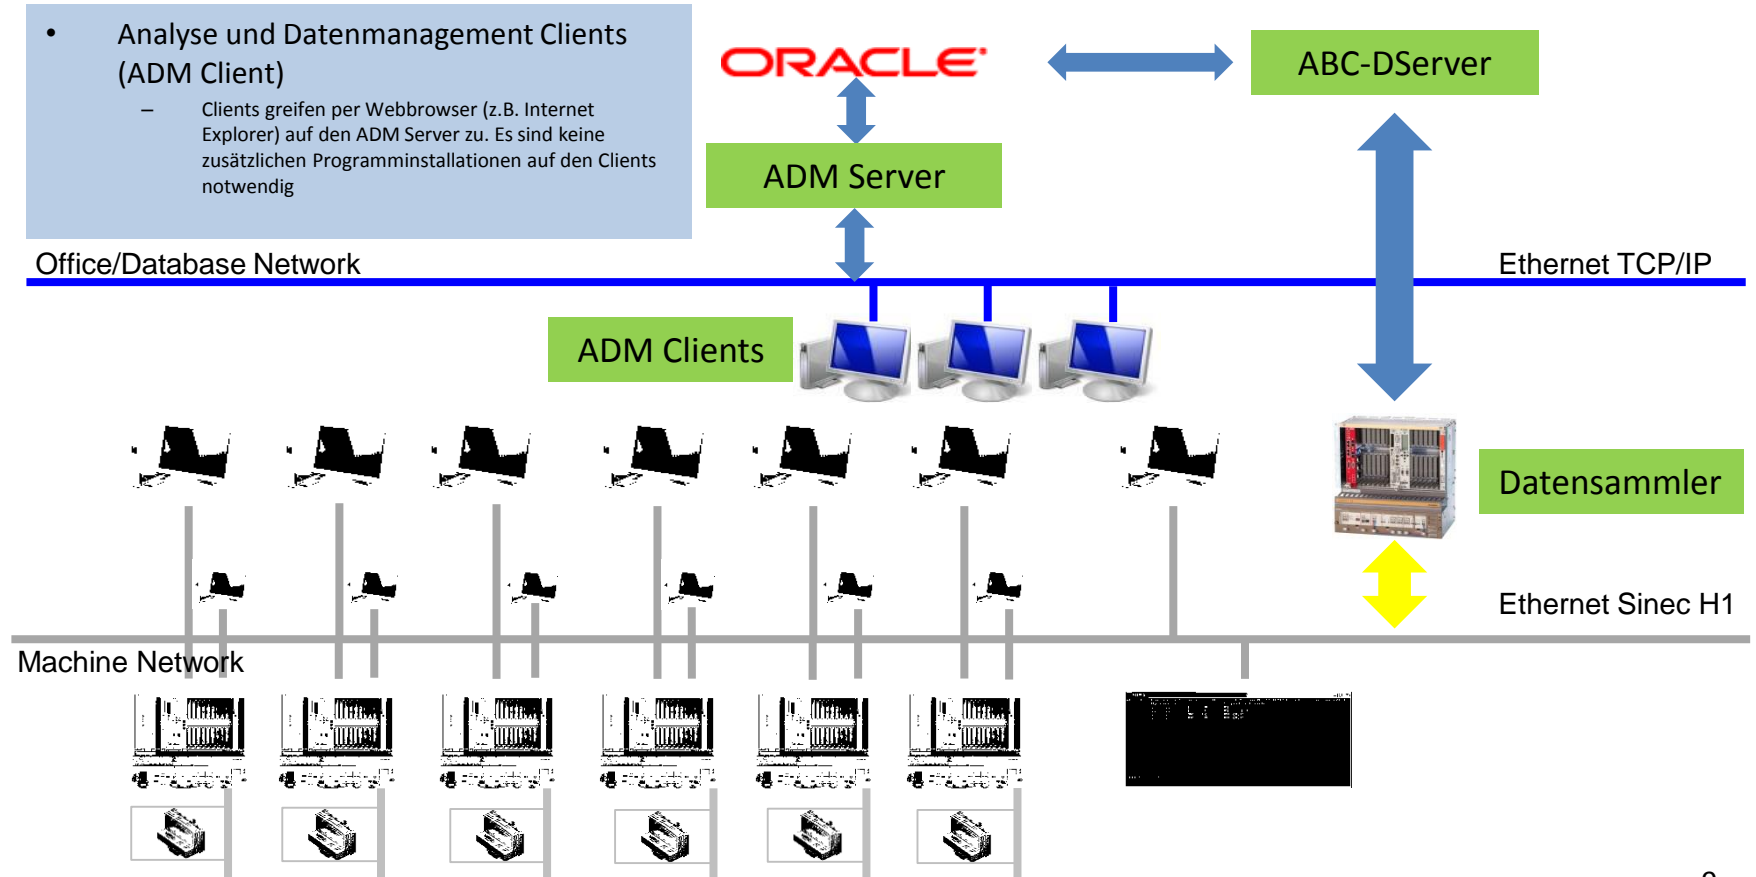 • Analyse und Datenmanagement Clients
(ADM Client)
– Clients greifen per Webbrowser (z.B. Internet
Explorer) auf den ADM Server zu. Es sind keine
zusätzlichen Programminstallationen auf den Clients
notwendig
ORACLE
ABC-DServer
ADM Server
Office/Database Network
Ethernet TCP/IP
ADM Clients
Datensammler
Ethernet Sinec H1
Machine Network